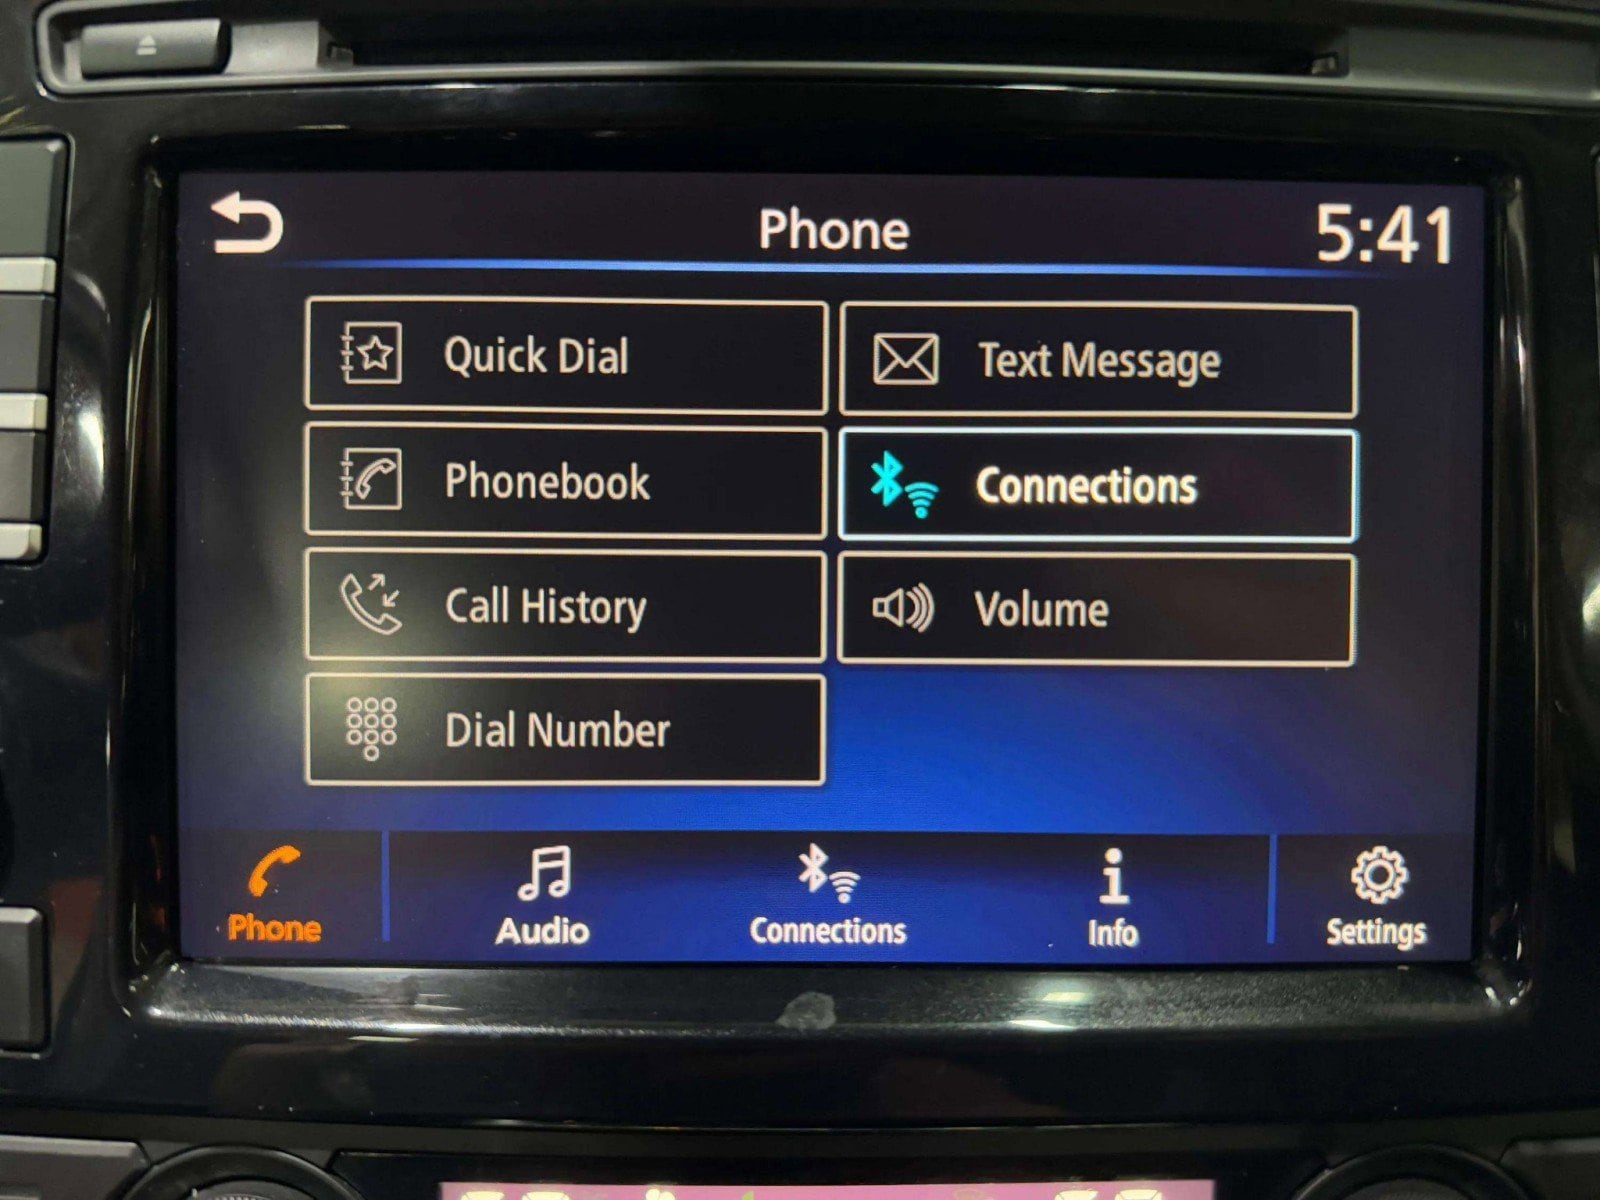 Phone
5:41
Quick Dial
Text Message
Phonebook
Connections
Call History
Volume
Dial Number
Phone
Audio
Connections
Info
Settings